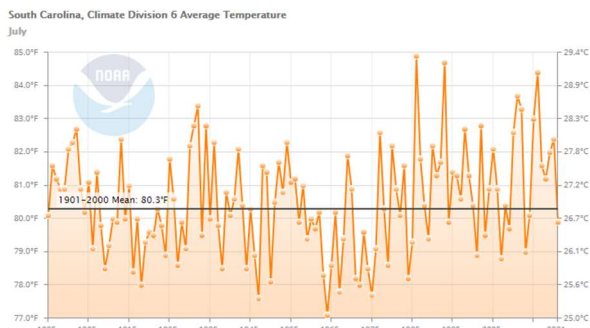 South Carolina, Climate Division 6 Average Temperature
July
85.0°F 29.4°C
84.0°F 28.9°C
NOAA
83.0°F 28.3°C
82.0°F 27.8°C
81.0°F 27.2°C
1901-2000 Mean: 80.3°F
80.0°F 26.7°C
79.0°F 26.1°C
78.0°F 25.6°C
77.0°F 25.0°C